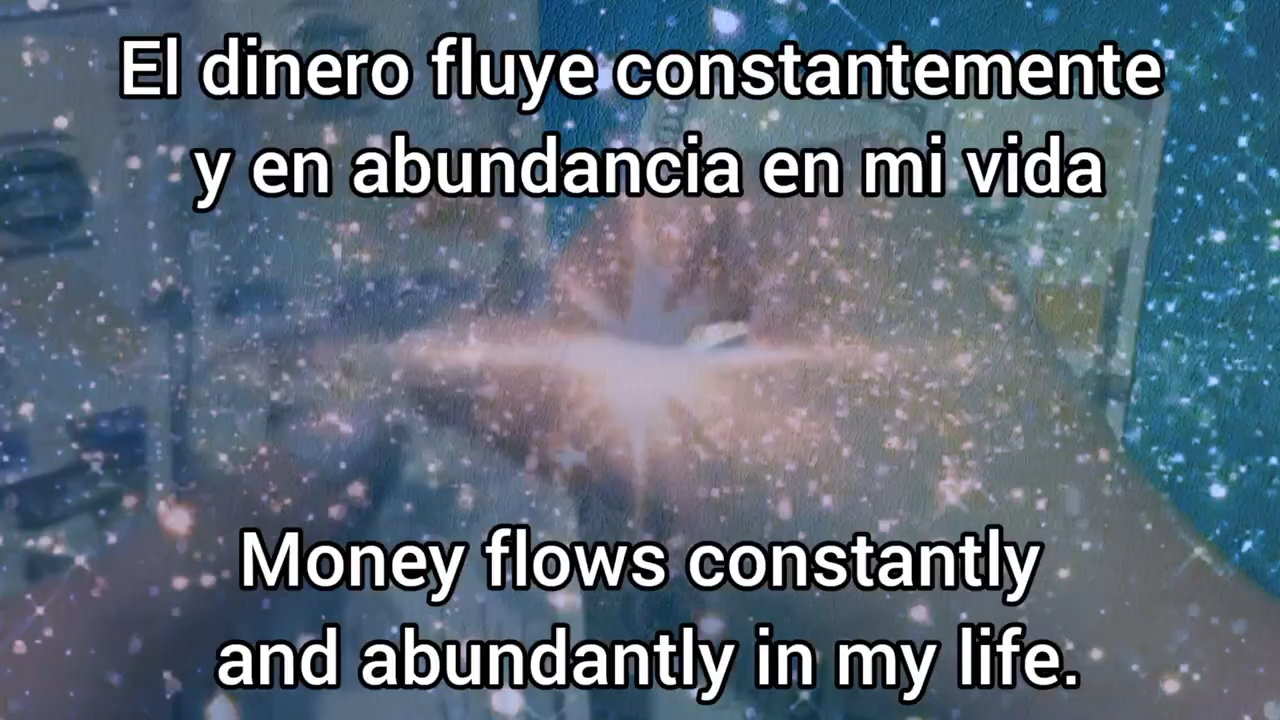 El dinero fluye constantemente
y en abundancia en mi vida
Money flows constantly
and abundantly in my life.